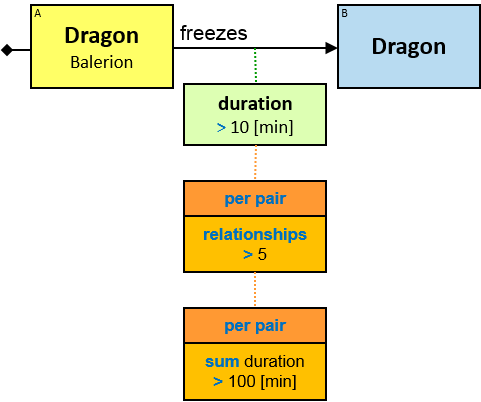 A
Dragon
Balerion
freezes
B
Dragon
duration
> 10 [min]
per pair
relationships
> 5
per pair
sum duration
> 100 [min]